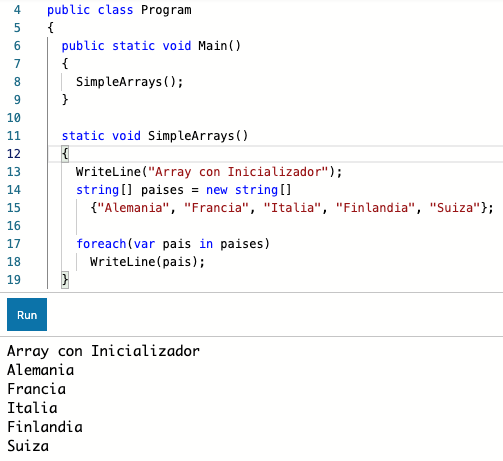 4 public class Program
5 {
6 public static void Main()
7 {
8 SimpleArrays();
9 }
10
11 static void SimpleArrays()
12 {
13 WriteLine("Array con Inicializador");
14 string[] paises = new string[]
15 {"Alemania", "Francia", "Italia", "Finlandia", "Suiza"};
16
17 foreach(var pais in paises)
18 WriteLine(pais);
19 }
Run
Array con Inicializador
Alemania
Francia
Italia
Finlandia
Suiza